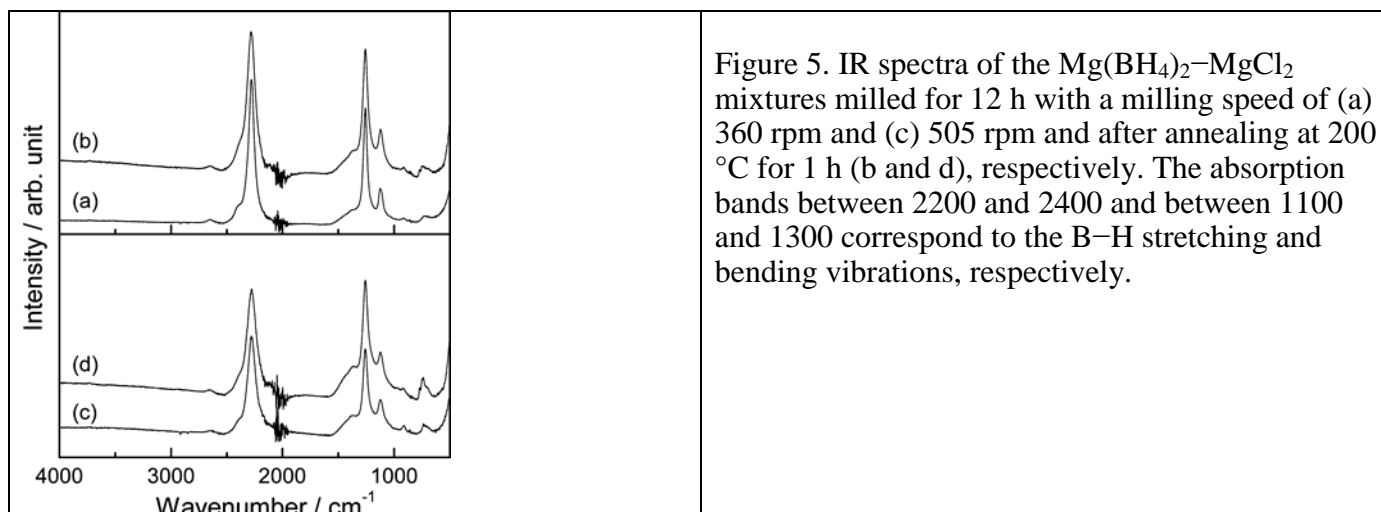 Intensity / arb. unit
(b)
(a)
(d)
(c)
4000 3000 2000 1000
Wavenumber / cm⁻¹
Figure 5. IR spectra of the Mg(BH₄)₂−MgCl₂
mixtures milled for 12 h with a milling speed of (a)
360 rpm and (c) 505 rpm and after annealing at 200
°C for 1 h (b and d), respectively. The absorption
bands between 2200 and 2400 and between 1100
and 1300 correspond to the B−H stretching and
bending vibrations, respectively.